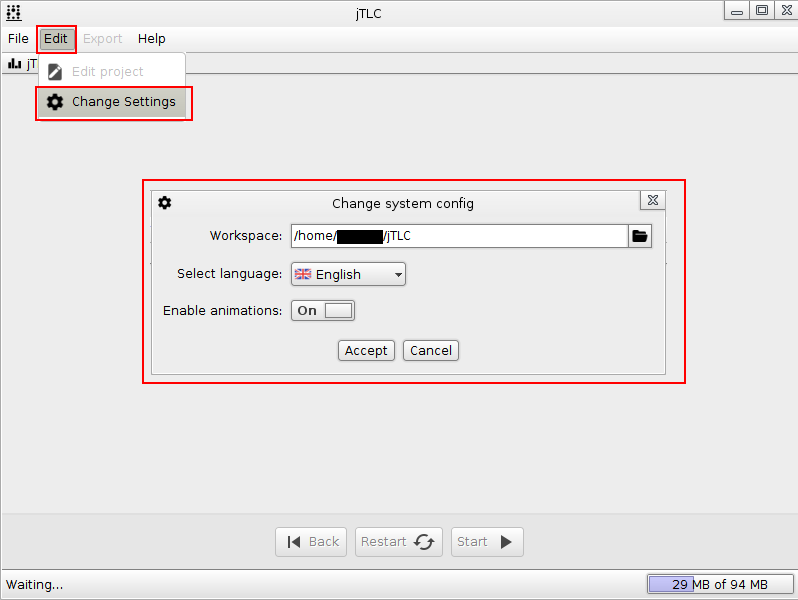 jTLC
File Edit Export Help
jT
Edit project
Change Settings
Change system config
Workspace: /home/ /jTLC
Select language: English
Enable animations: On
Accept Cancel
Back Restart Start
Waiting... 29 MB of 94 MB